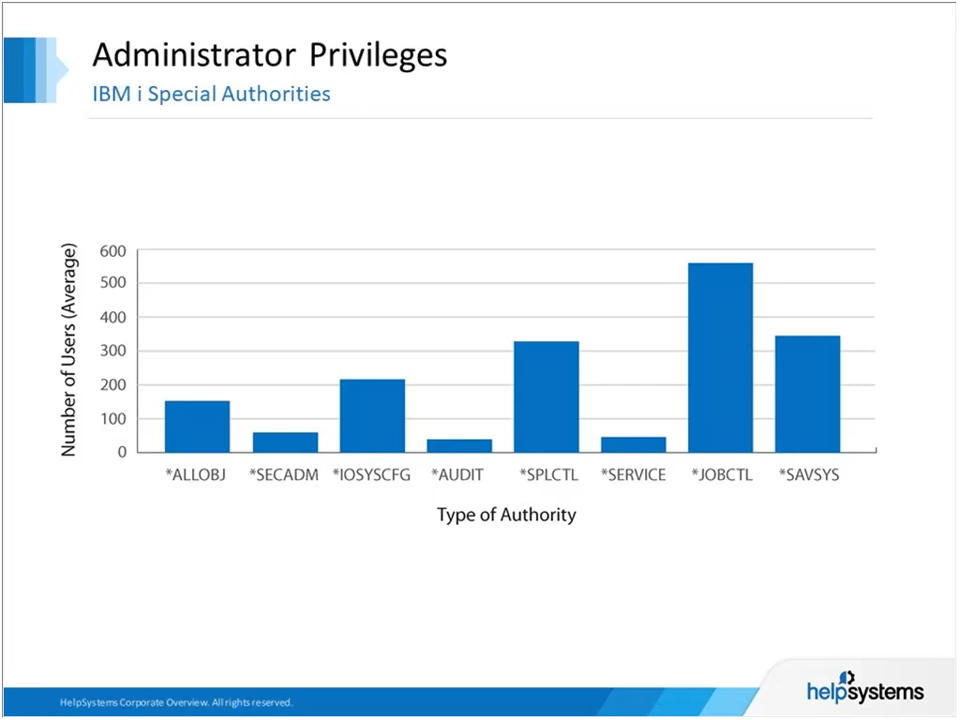 Administrator Privileges
IBM i Special Authorities
Number of Users (Average)
600
500
400
300
200
100
0
*ALLOBJ *SECADM *IOSYSCFG *AUDIT *SPLCTL *SERVICE *JOBCTL *SAVSYS
Type of Authority
HelpSystems Corporate Overview. All rights reserved.
helpsystems